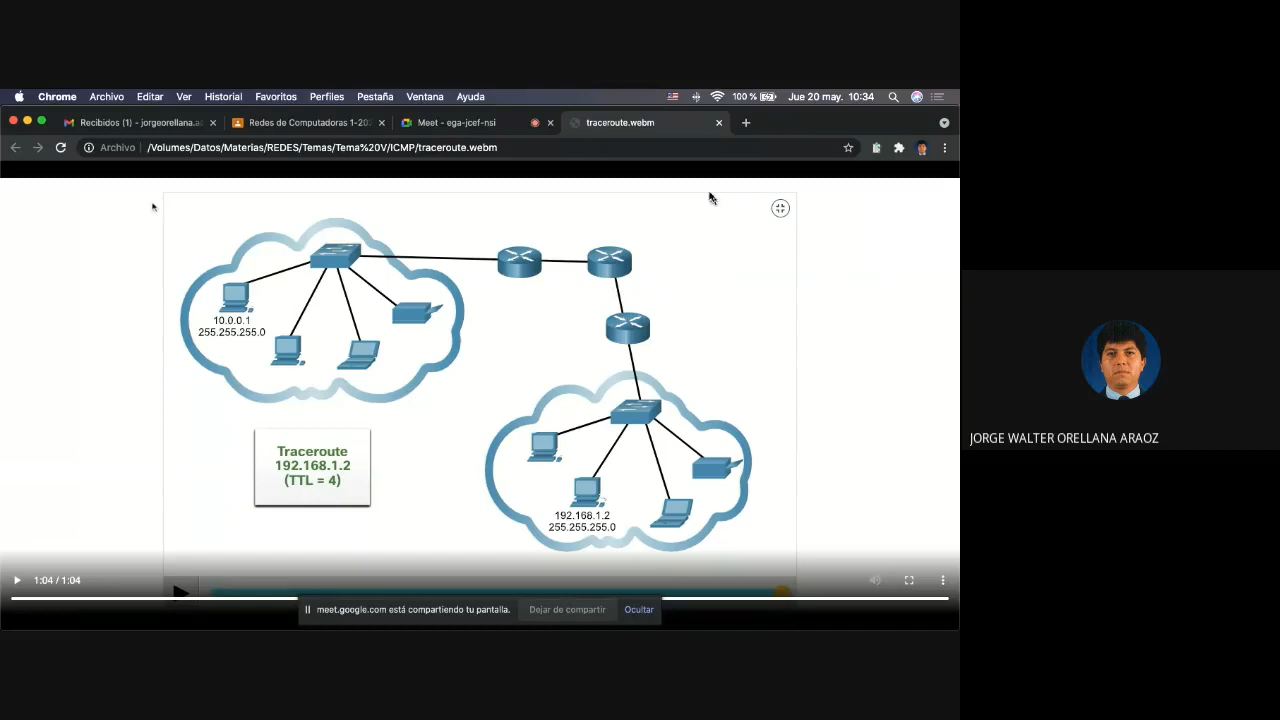 Chrome Archivo Editar Ver Historial Favoritos Perfiles Pestaña Ventana Ayuda 100 % Jue 20 may. 10:34
Recibidos (1) - jorgeorellana.a Redes de Computadoras 1-20 Meet - ega-jcef-nsi traceroute.webm
Archivo /Volumes/Datos/Materias/REDES/Temas/Tema%20V/ICMP/traceroute.webm
10.0.0.1
255.255.255.0
Traceroute
192.168.1.2
(TTL = 4)
192.168.1.2
255.255.255.0
1:04 / 1:04
meet.google.com está compartiendo tu pantalla. Dejar de compartir Ocultar
JORGE WALTER ORELLANA ARAOZ